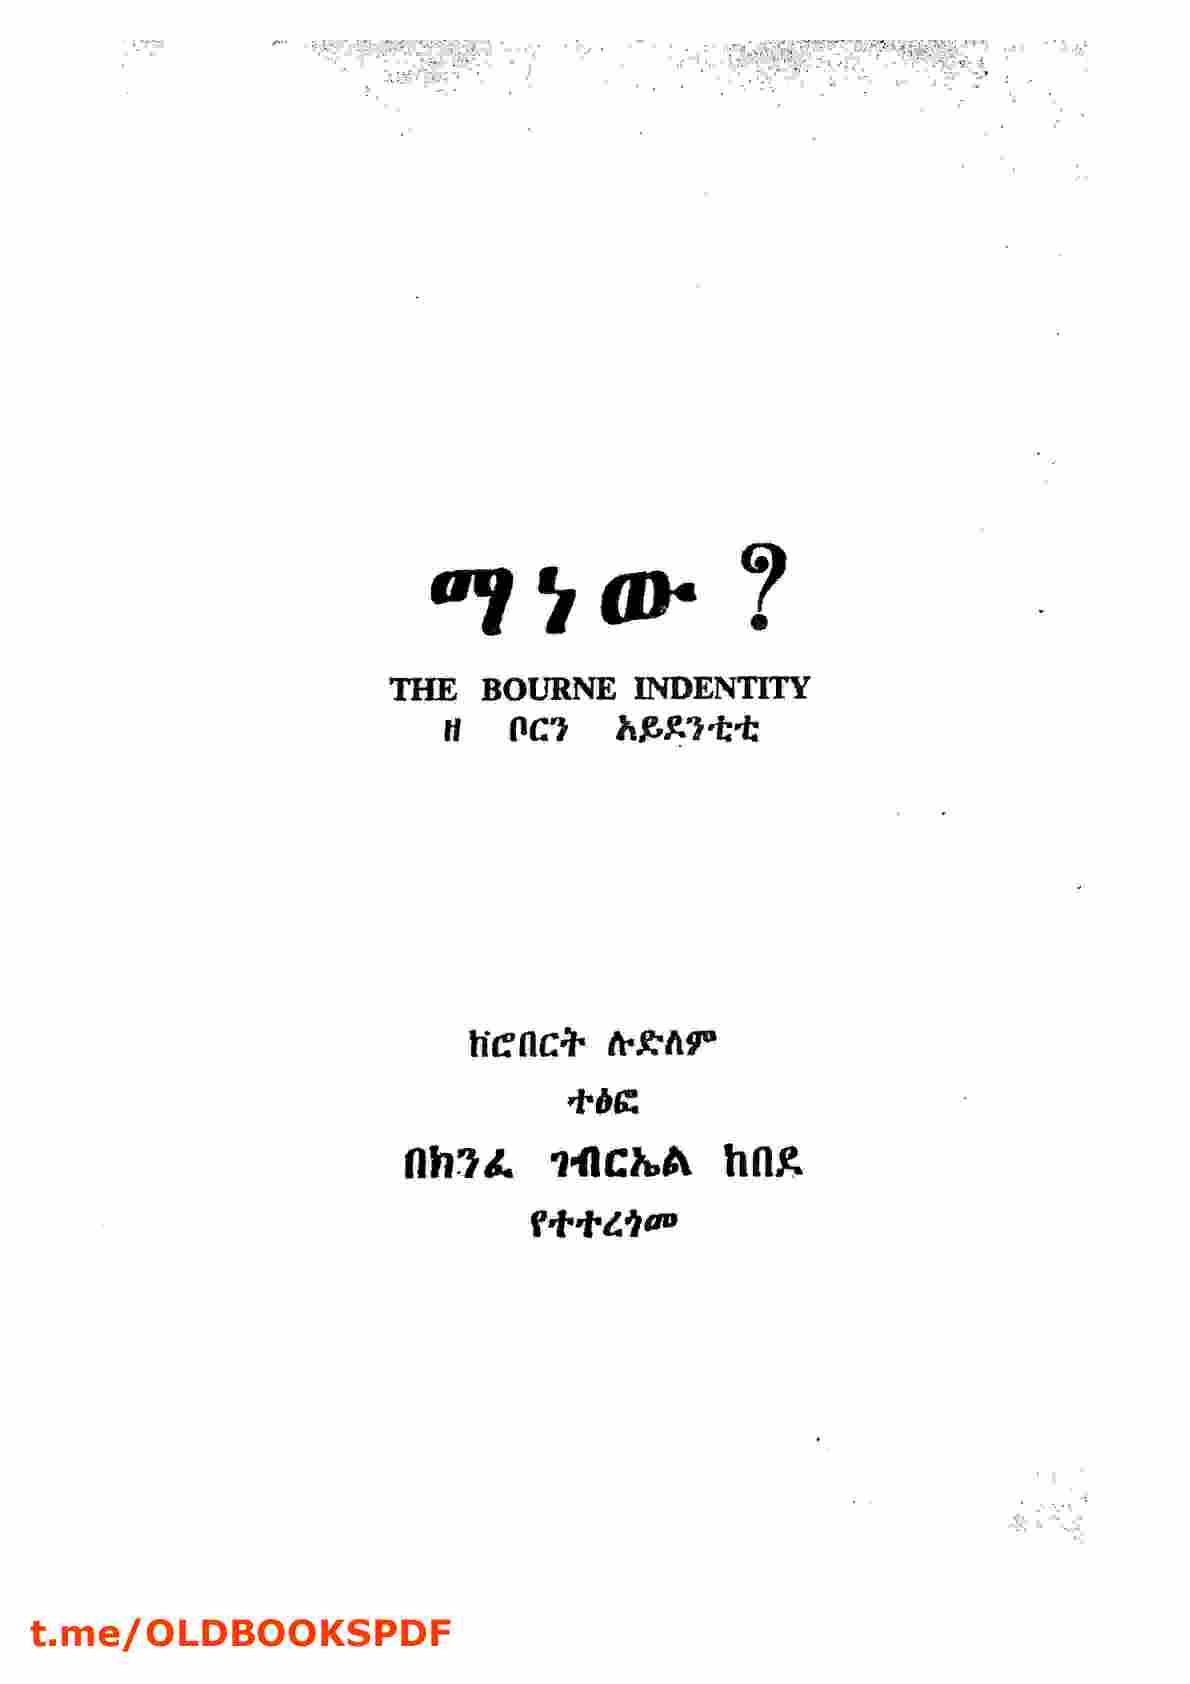 ማነው?
THE BOURNE INDENTITY
ዘ ቦርን አይደንቲቲ
ከሮበርት ሉድለም
ተፅፎ
በክንፈ ገብርኤል ከበደ
የተተረጎመ
t.me/OLDBOOKSPDF